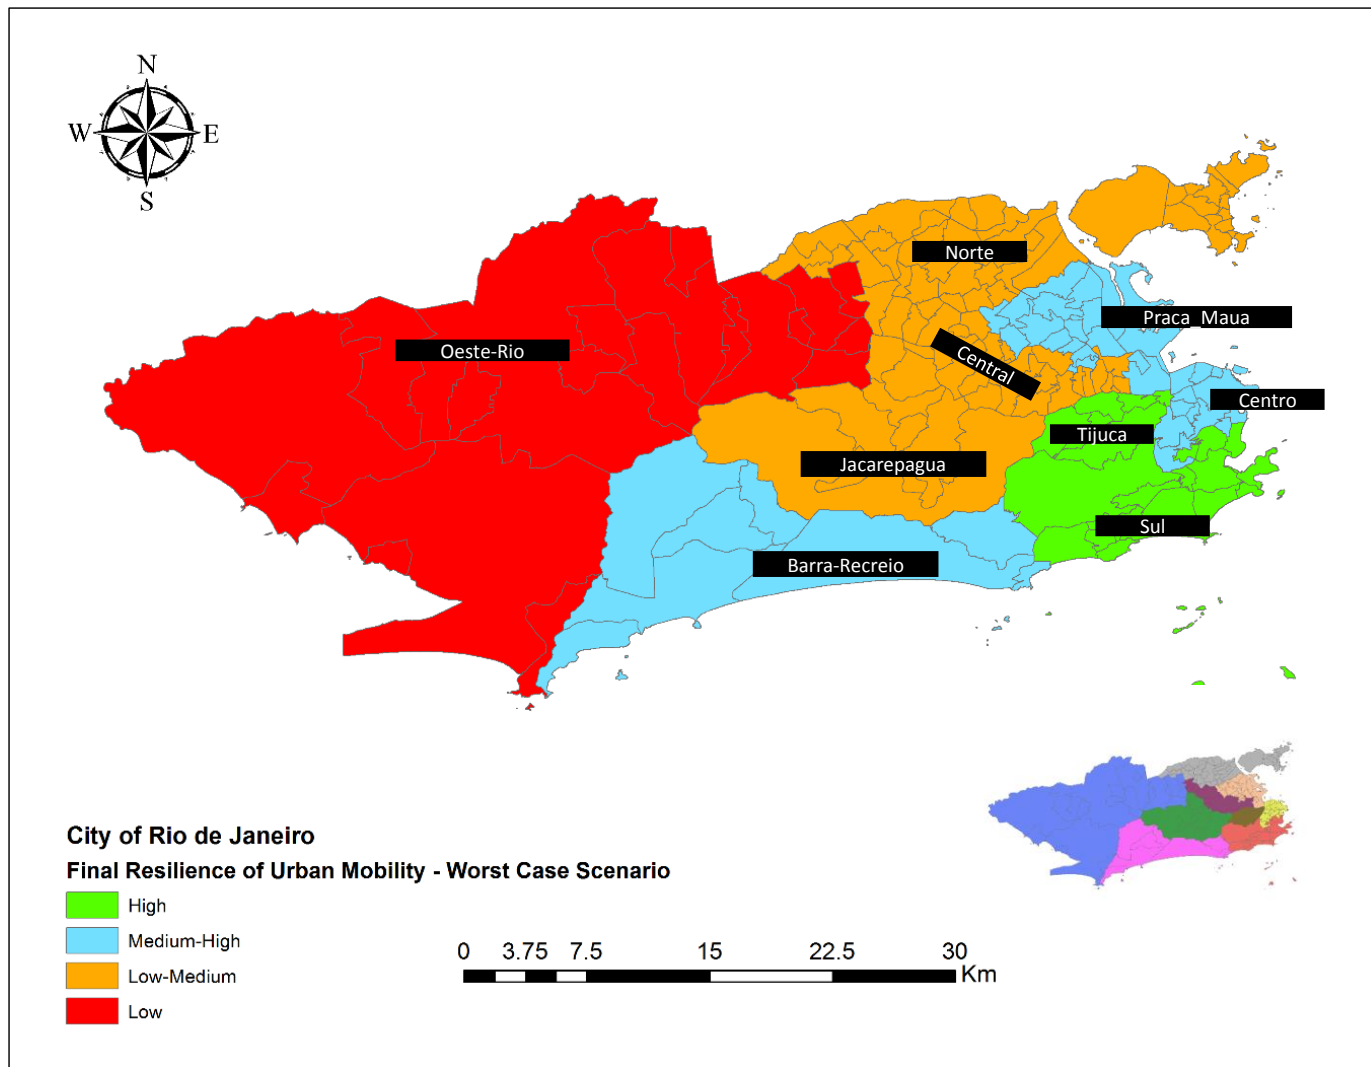 N
W E
S
Norte
Praca_Maua
Oeste-Rio
Central
Centro
Tijuca
Jacarepagua
Sul
Barra-Recreio
City of Rio de Janeiro
Final Resilience of Urban Mobility - Worst Case Scenario
High
Medium-High
Low-Medium
Low
0 3.75 7.5 15 22.5 30
Km